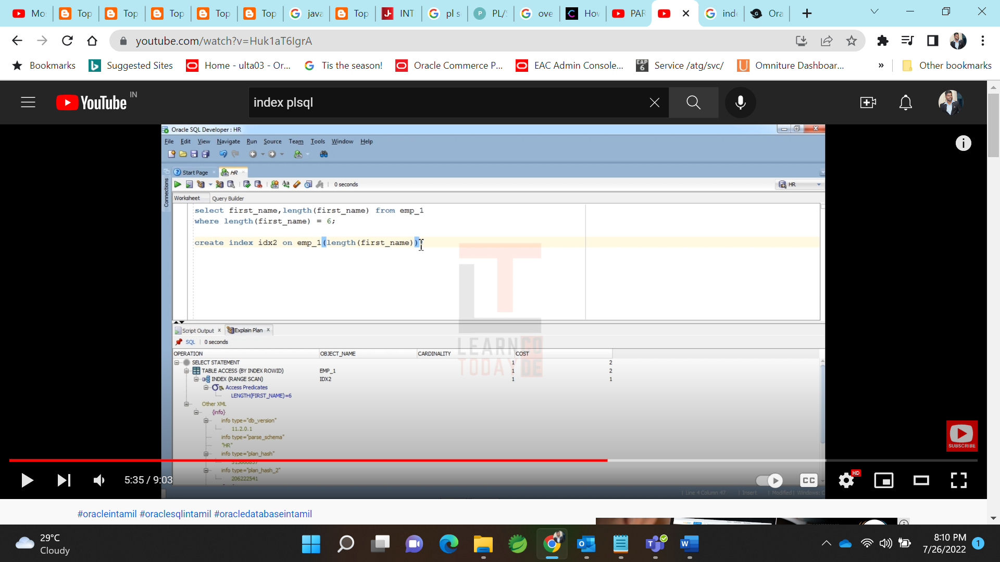 Mo
Top
Top
Top
Top
Top
java
Top
INT
pl s
PL/S
ove
How
PAR
inde
Ora
youtube.com/watch?v=Huk1aT6IgrA
Bookmarks
Suggested Sites
Home - ulta03 - Or...
Tis the season!
Oracle Commerce P...
EAC Admin Console...
EAP 6
Service /atg/svc/
Omniture Dashboar...
»
Other bookmarks
YouTube IN
index plsql
Oracle SQL Developer : HR
File Edit View Navigate Run Source Team Tools Window Help
Start Page
HR
Connections
0 seconds
HR
Worksheet Query Builder
select first_name,length(first_name) from emp_1
where length(first_name) = 6;
create index idx2 on emp_1(length(first_name))
LEARN CO
TODAY DE
Script Output x Explain Plan x
SQL | 0 seconds
OPERATION OBJECT_NAME CARDINALITY COST
SELECT STATEMENT 1 2
TABLE ACCESS (BY INDEX ROWID) EMP_1 1 2
INDEX (RANGE SCAN) IDX2 1 1
Access Predicates
LENGTH(FIRST_NAME)=6
Other XML
{info}
info type="db_version"
11.2.0.1
info type="parse_schema"
"HR"
info type="plan_hash"
info type="plan_hash_2"
206222541
SUBSCRIBE
5:35 / 9:03
CC
HD
Line 4 Column 47 | Insert | Modified | Windows: C
#oracleintamil #oraclesqlintamil #oracledatabaseintamil
29°C
Cloudy
8:10 PM
7/26/2022
1